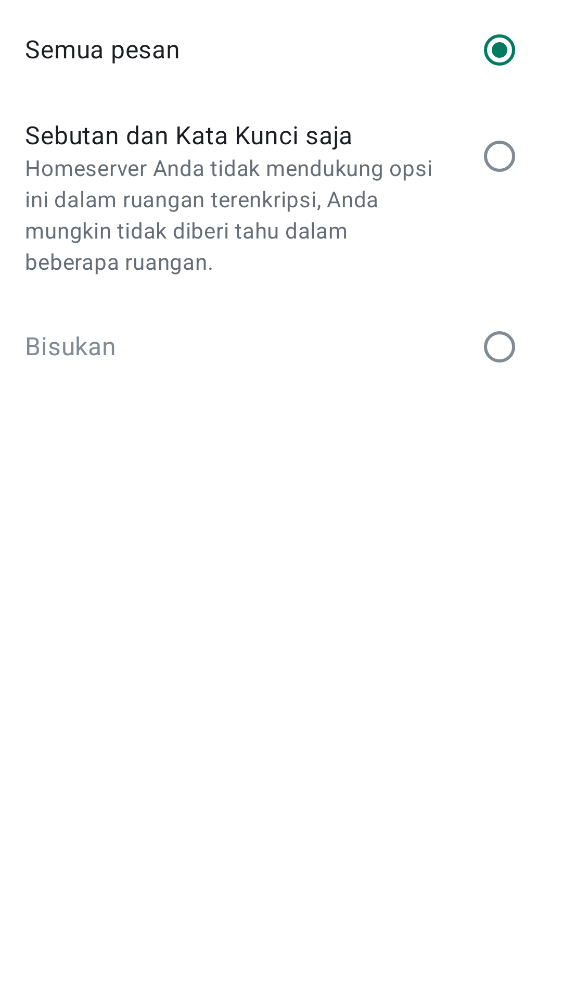 Semua pesan
Sebutan dan Kata Kunci saja
Homeserver Anda tidak mendukung opsi
ini dalam ruangan terenkripsi, Anda
mungkin tidak diberi tahu dalam
beberapa ruangan.
Bisukan